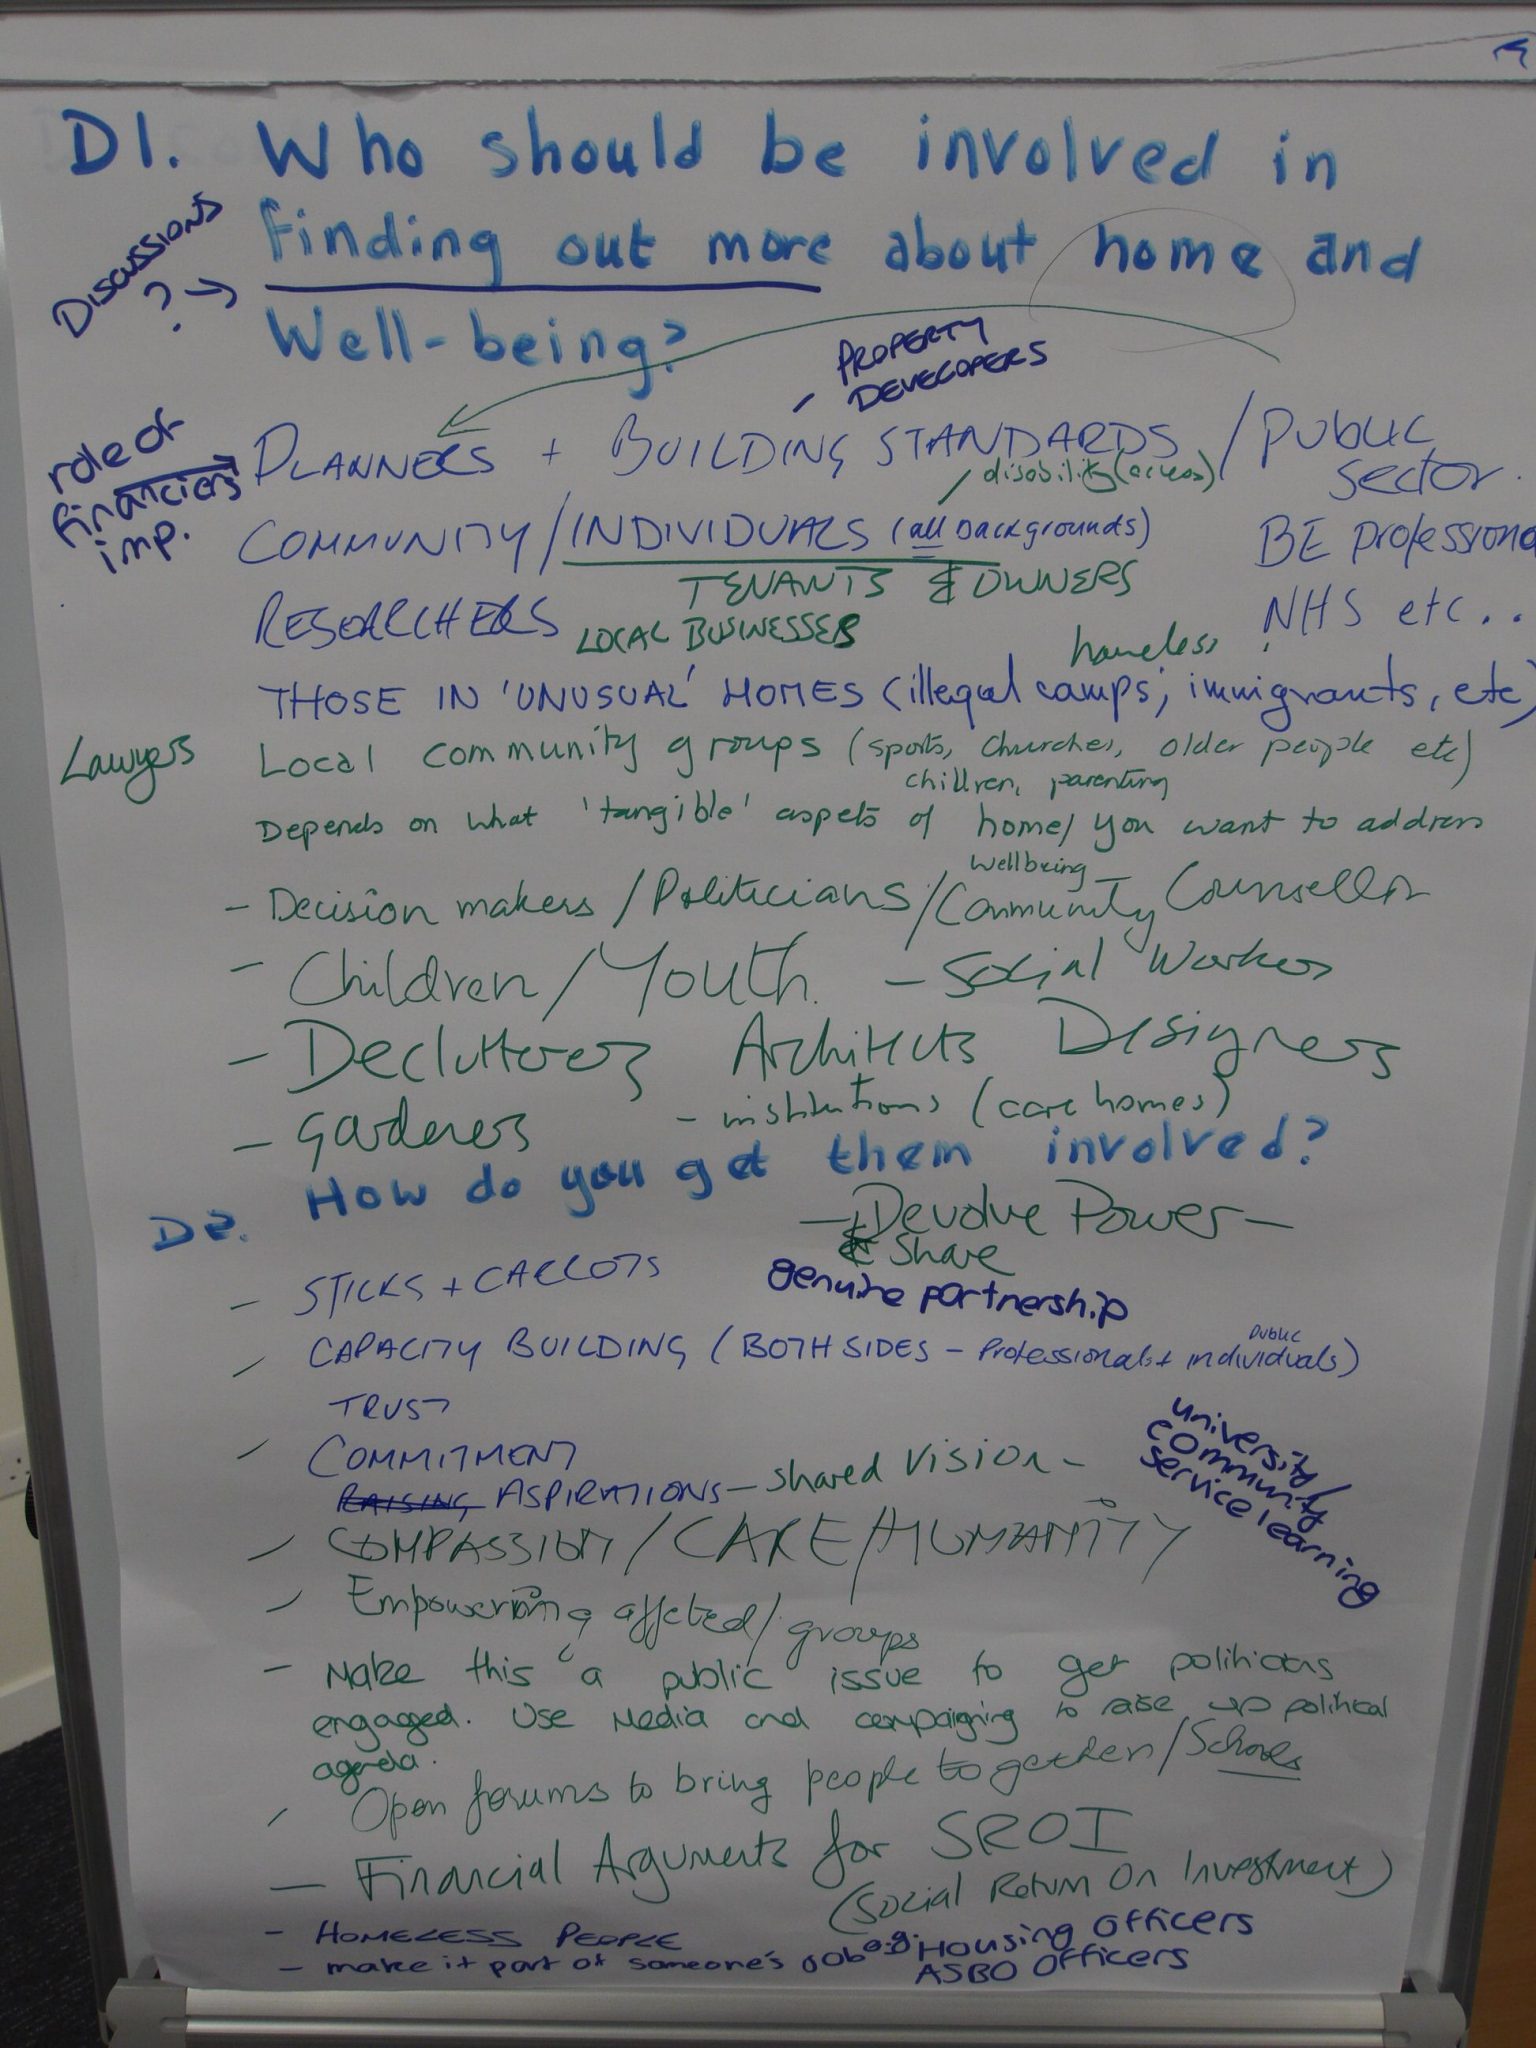 D1. Who should be involved in
Discussions
? →
finding out more about home and
Well-being?
- PROPERTY
DEVELOPERS
role of
financiers
imp.
PLANNERS + BUILDING STANDARDS / Public
sector.
- disability (access)
COMMUNITY / INDIVIDUALS (all backgrounds)
BE professiona
TENANTS & OWNERS
RESEARCHERS
LOCAL BUSINESSES
NHS etc..
homeless
THOSE IN 'UNUSUAL' HOMES (illegal camps, immigrants, etc)
Lawyers
Local community groups (sports, churches, older people etc)
children, parenting
Depends on what 'tangible' aspects of home/ you want to address
wellbeing
- Decision makers / Politicians / Community Counsellor
- Children / Youth. - Social Workers
- Declutterers Architects Designers
- gardeners - institutions (care homes)
D2. How do you get them involved?
- Devolve Power -
& Share
genuine partnership
- STICKS + CARROTS
- CAPACITY BUILDING (BOTH SIDES - Professionals + public individuals)
TRUST
- COMMITMENT
RAISING ASPIRATIONS - shared vision -
university/
community
service learning
- COMPASSION / CARE / HUMANITY
- Empowering affected / groups
- Make this a public issue to get politicians
engaged. Use Media and campaigning to raise up political
agenda.
- Open forums to bring people together / Schools
- Financial Arguments for SROI
(Social Return On Investment)
- HOMELESS PEOPLE
- make it part of someone's job e.g. Housing Officers
ASBO Officers